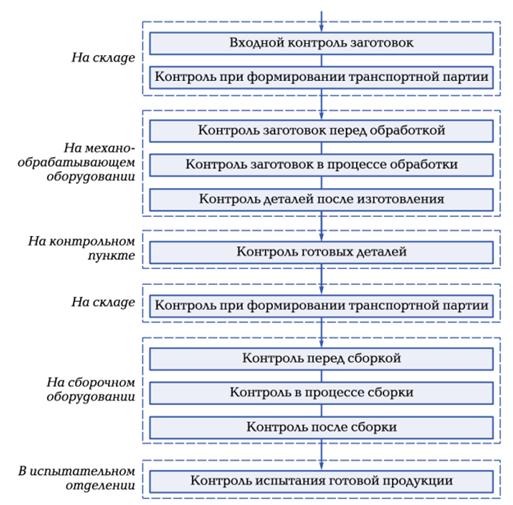 На складе
Входной контроль заготовок
Контроль при формировании транспортной партии
На механо-
обрабатывающем
оборудовании
Контроль заготовок перед обработкой
Контроль заготовок в процессе обработки
Контроль деталей после изготовления
На контрольном
пункте
Контроль готовых деталей
На складе
Контроль при формировании транспортной партии
На сборочном
оборудовании
Контроль перед сборкой
Контроль в процессе сборки
Контроль после сборки
В испытательном
отделении
Контроль испытания готовой продукции